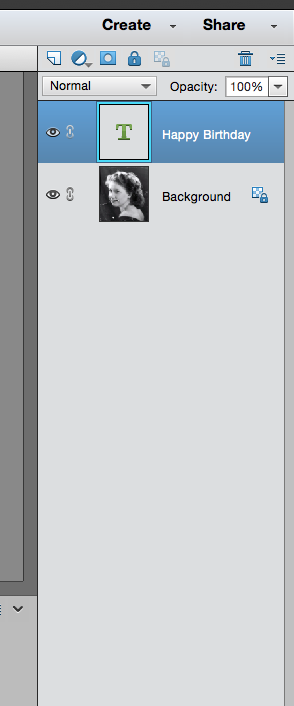 Create Share
Normal Opacity: 100%
T Happy Birthday
Background